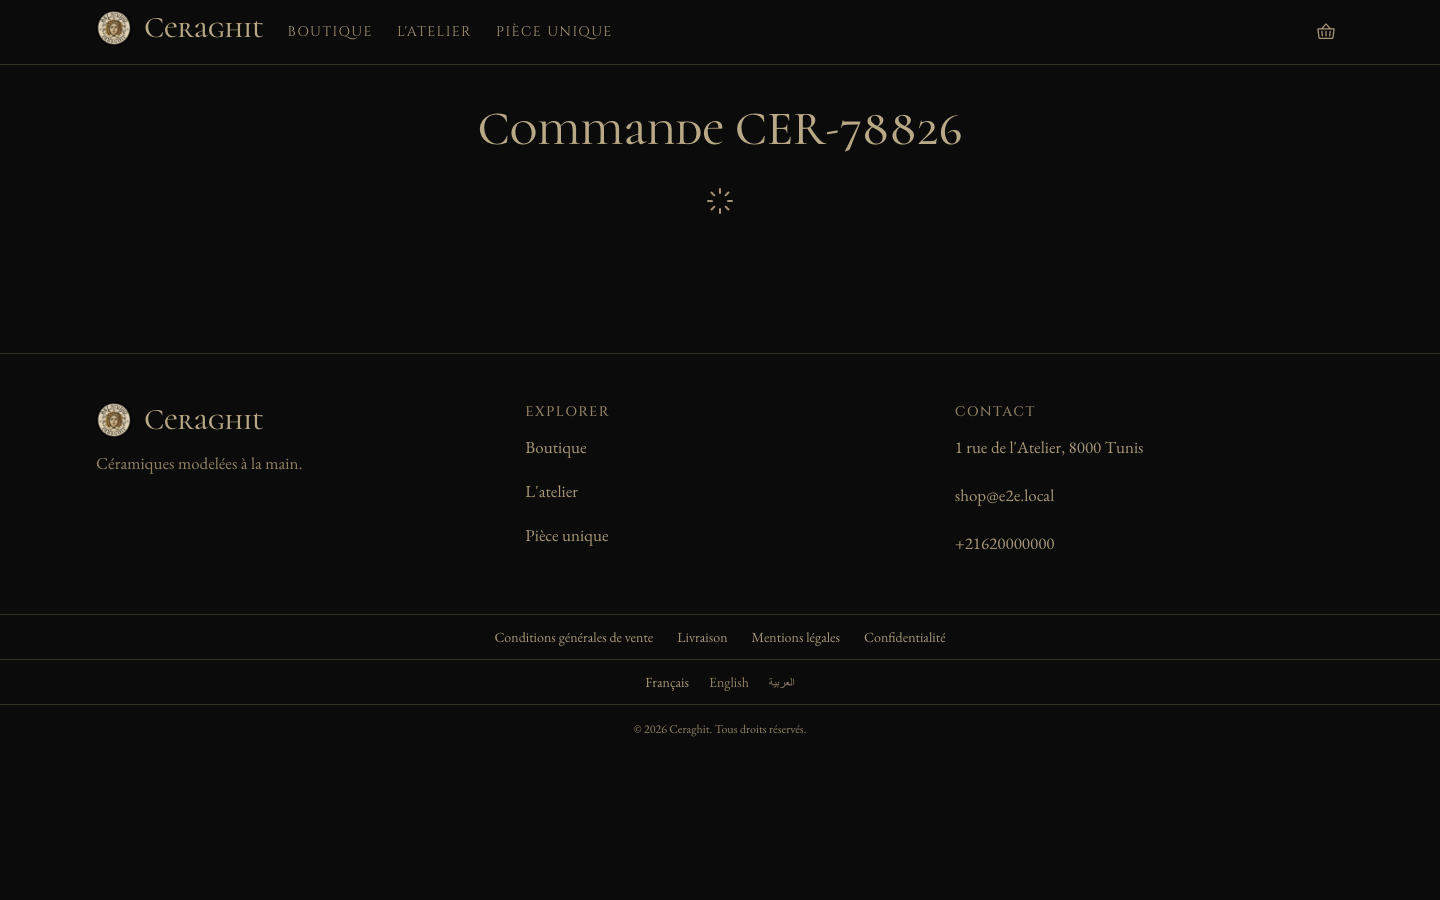 Ceraghit BOUTIQUE L'ATELIER PIÈCE UNIQUE
Commande CER-78826
Ceraghit
Céramiques modelées à la main.
EXPLORER
Boutique
L'atelier
Pièce unique
CONTACT
1 rue de l'Atelier, 8000 Tunis
shop@e2e.local
+21620000000
Conditions générales de vente Livraison Mentions légales Confidentialité
Français English العربية
© 2026 Ceraghit. Tous droits réservés.